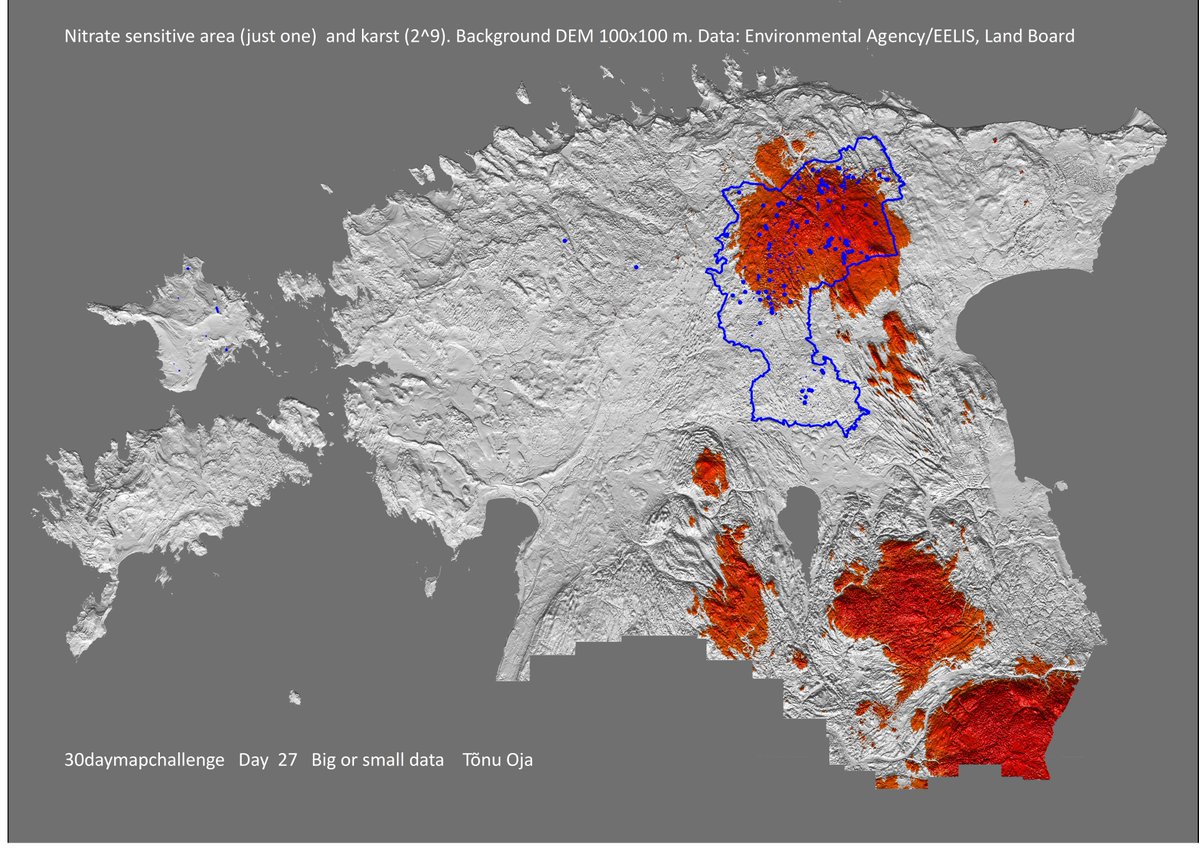 Nitrate sensitive area (just one) and karst (2^9). Background DEM 100x100 m. Data: Environmental Agency/EELIS, Land Board
30daymapchallenge Day 27 Big or small data Tõnu Oja